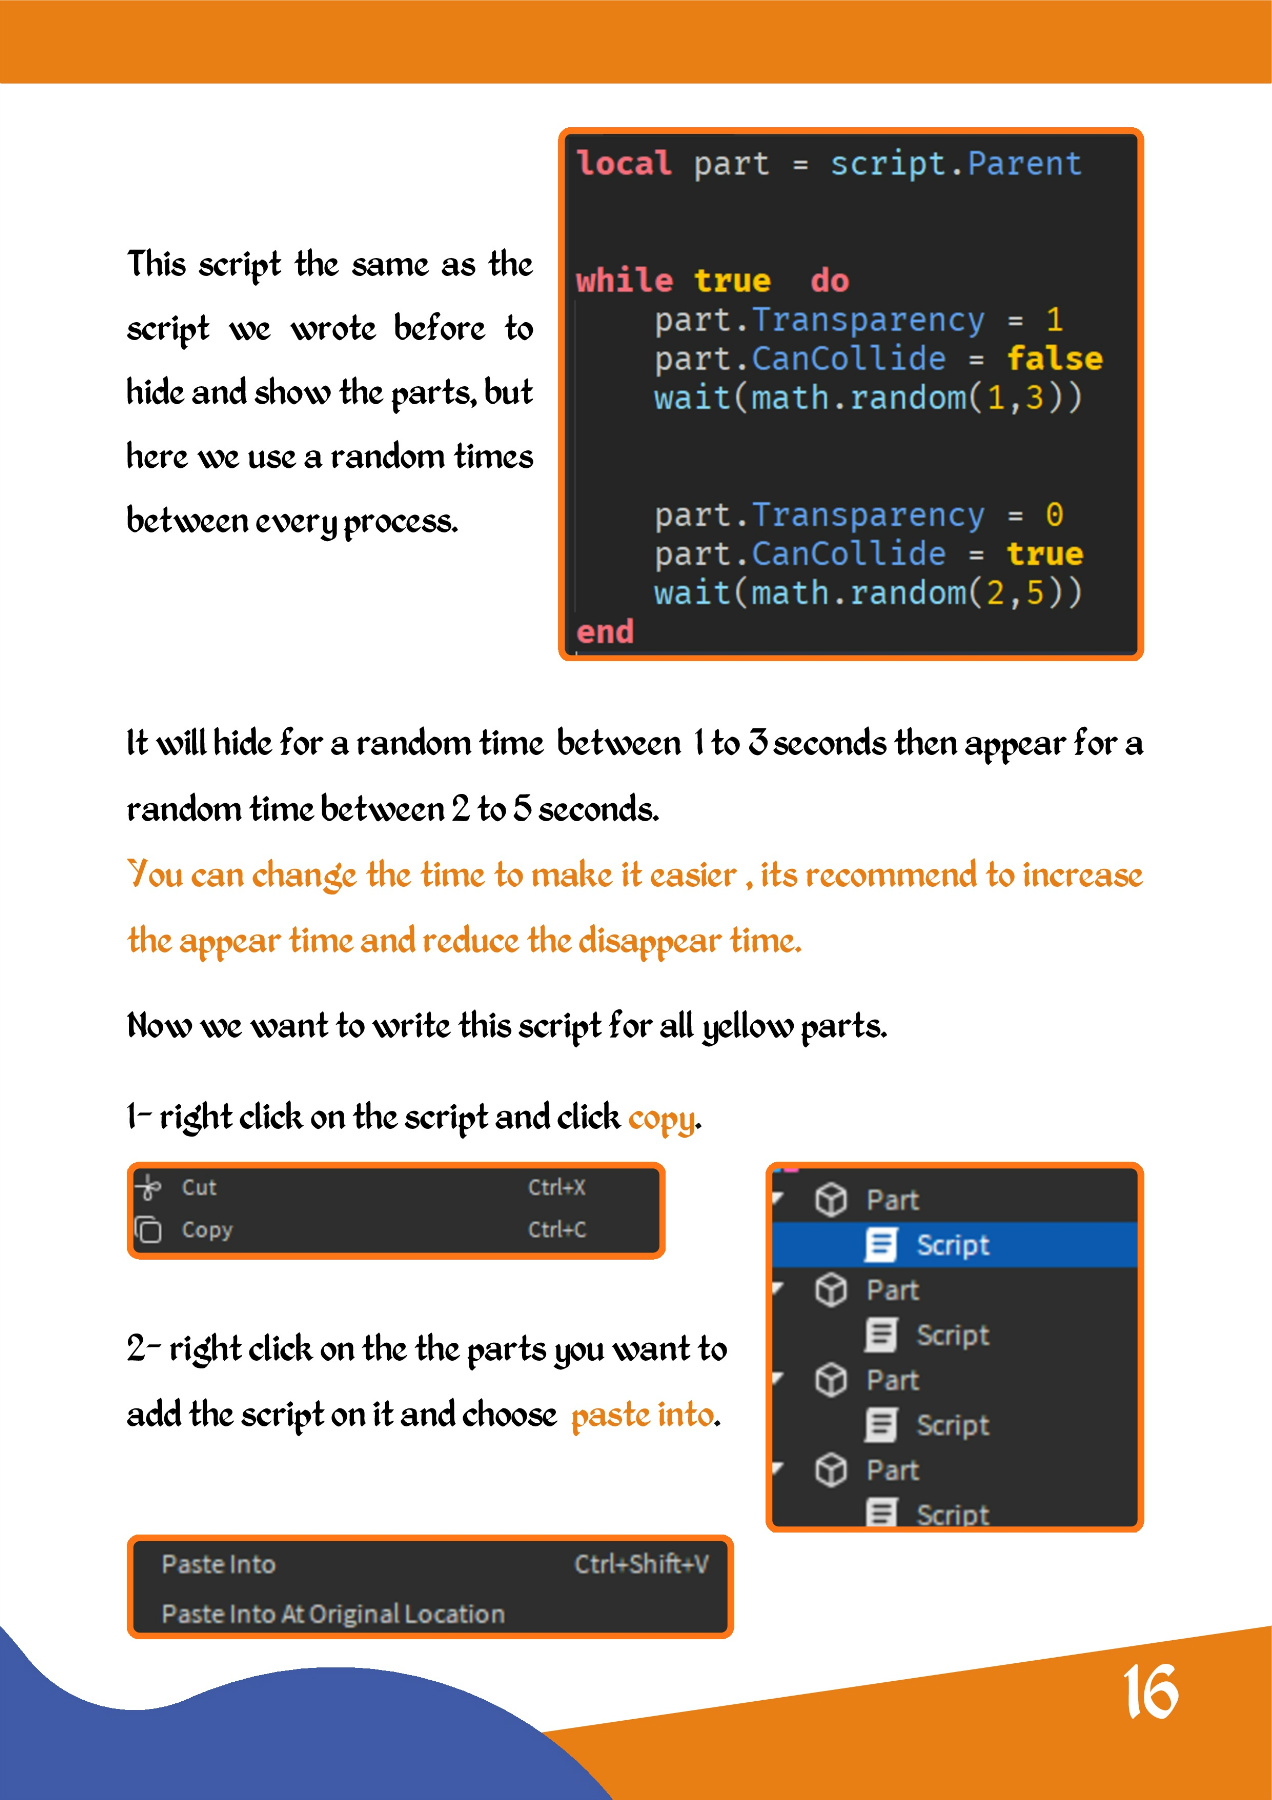 This script the same as the
script we wrote before to
hide and show the parts, but
here we use a random times
between every process.
local part = script.Parent
while true  do
    part.Transparency = 1
    part.CanCollide = false
    wait(math.random(1,3))
    part.Transparency = 0
    part.CanCollide = true
    wait(math.random(2,5))
end
It will hide for a random time between 1 to 3 seconds then appear for a
random time between 2 to 5 seconds.
You can change the time to make it easier , its recommend to increase
the appear time and reduce the disappear time.
Now we want to write this script for all yellow parts.
1- right click on the script and click copy.
Cut Ctrl+X
Copy Ctrl+C
2- right click on the the parts you want to
add the script on it and choose paste into.
Part
Script
Part
Script
Part
Script
Part
Script
Paste Into Ctrl+Shift+V
Paste Into At Original Location
16